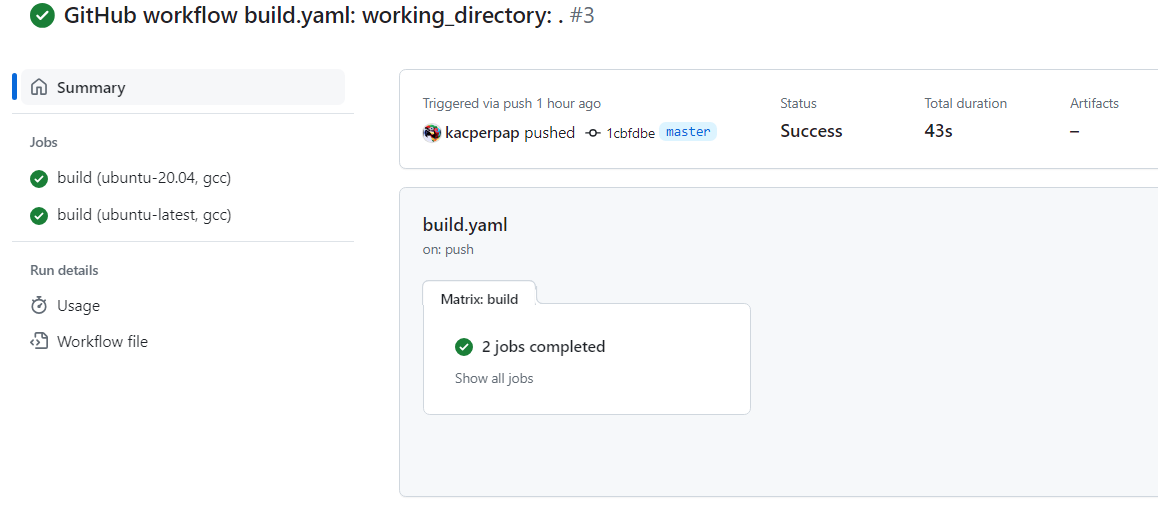 GitHub workflow build.yaml: working_directory: . #3
Summary
Jobs
build (ubuntu-20.04, gcc)
build (ubuntu-latest, gcc)
Run details
Usage
Workflow file
Triggered via push 1 hour ago
kacperpap pushed 1cbfdbe master
Status
Success
Total duration
43s
Artifacts
–
build.yaml
on: push
Matrix: build
2 jobs completed
Show all jobs